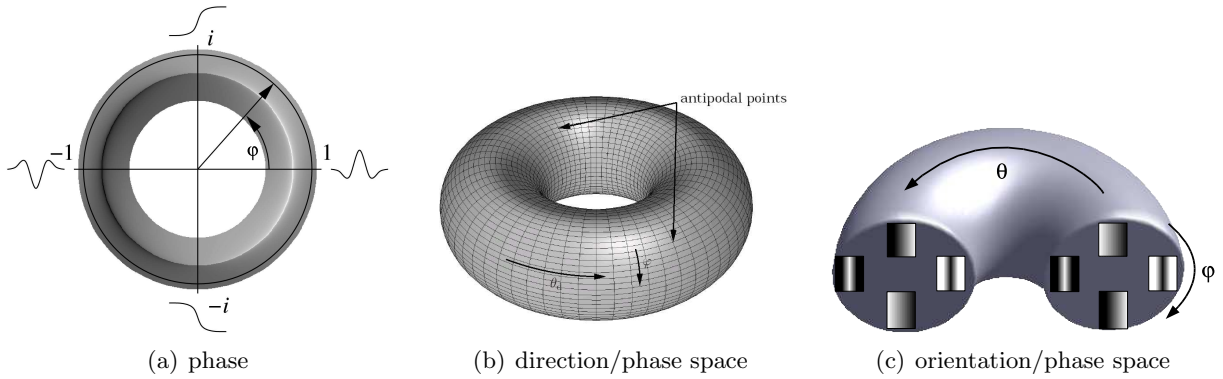 i
−1
φ
1
−i
(a) phase
antipodal points
(b) direction/phase space
θ
φ
(c) orientation/phase space